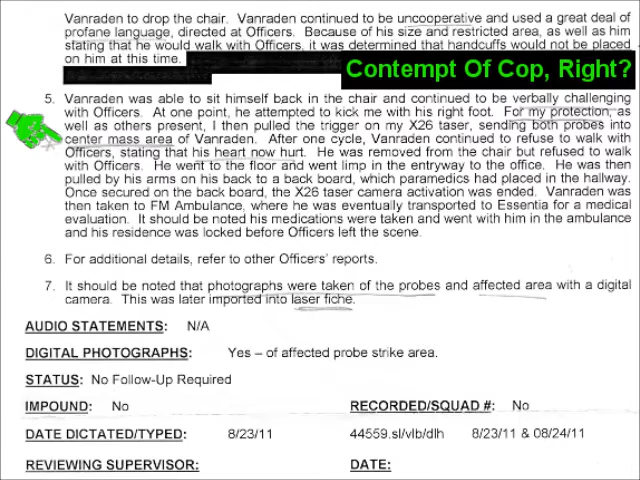 Vanraden to drop the chair. Vanraden continued to be uncooperative and used a great deal of
profane language, directed at Officers. Because of his size and restricted area, as well as him
stating that he would walk with Officers, it was determined that handcuffs would not be placed
on him at this time.
Contempt Of Cop, Right?
5. Vanraden was able to sit himself back in the chair and continued to be verbally challenging
with Officers. At one point, he attempted to kick me with his right foot. For my protection, as
well as others present, I then pulled the trigger on my X26 taser, sending both probes into
center mass area of Vanraden. After one cycle, Vanraden continued to refuse to walk with
Officers, stating that his heart now hurt. He was removed from the chair but refused to walk
with Officers. He went to the floor and went limp in the entryway to the office. He was then
pulled by his arms on his back to a back board, which paramedics had placed in the hallway.
Once secured on the back board, the X26 taser camera activation was ended. Vanraden was
then taken to FM Ambulance, where he was eventually transported to Essentia for a medical
evaluation. It should be noted his medications were taken and went with him in the ambulance
and his residence was locked before Officers left the scene.
6. For additional details, refer to other Officers' reports.
7. It should be noted that photographs were taken of the probes and affected area with a digital
camera. This was later imported into laser fiche.
AUDIO STATEMENTS: N/A
DIGITAL PHOTOGRAPHS: Yes – of affected probe strike area.
STATUS: No Follow-Up Required
IMPOUND: No RECORDED/SQUAD #: No
DATE DICTATED/TYPED: 8/23/11 44559.sl/vlb/dlh 8/23/11 & 08/24/11
REVIEWING SUPERVISOR: DATE: